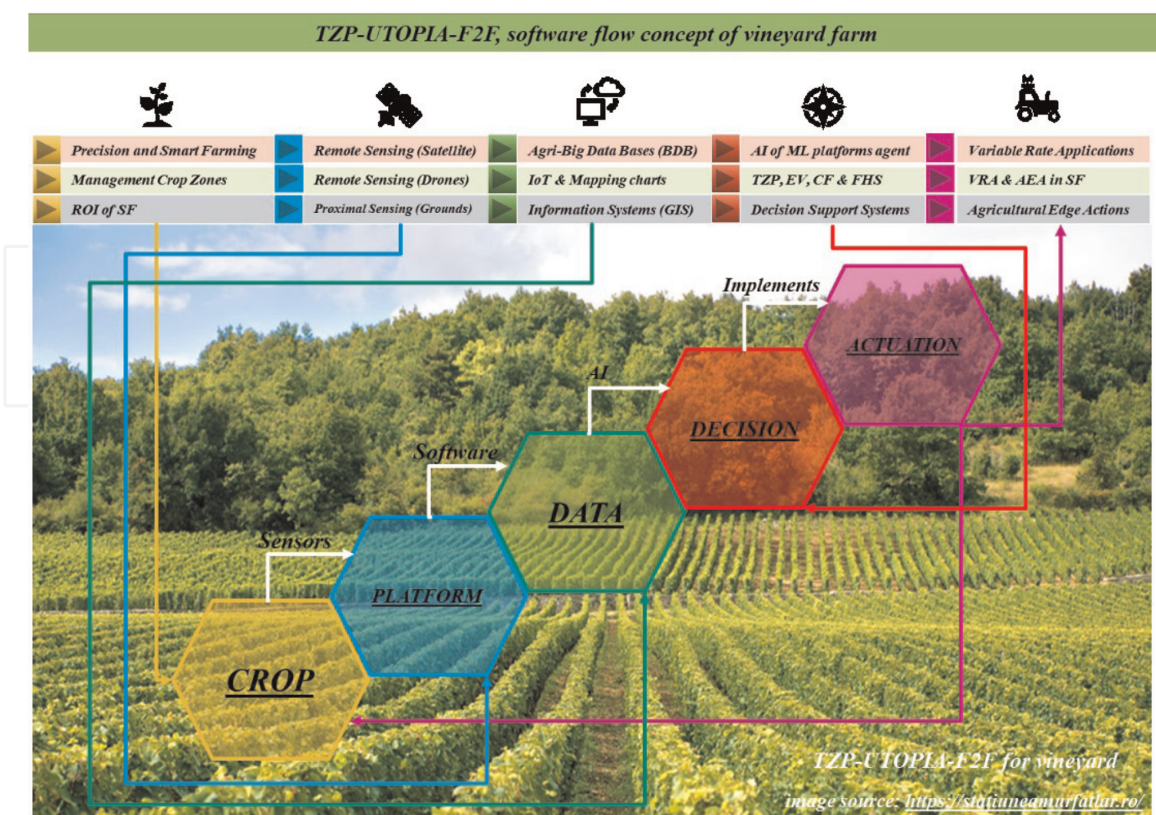 TZP-UTOPIA-F2F, software flow concept of vineyard farm
Precision and Smart Farming
Remote Sensing (Satellite)
Agri-Big Data Bases (BDB)
AI of ML platforms agent
Variable Rate Applications
Management Crop Zones
Remote Sensing (Drones)
IoT & Mapping charts
TZP, EV, CF & FHS
VRA & AEA in SF
ROI of SF
Proximal Sensing (Grounds)
Information Systems (GIS)
Decision Support Systems
Agricultural Edge Actions
Implements
ACTUATION
AI
DECISION
Software
DATA
Sensors
PLATFORM
CROP
TZP-UTOPIA-F2F for vineyard
image source: https://statiuneamurfatlar.ro/